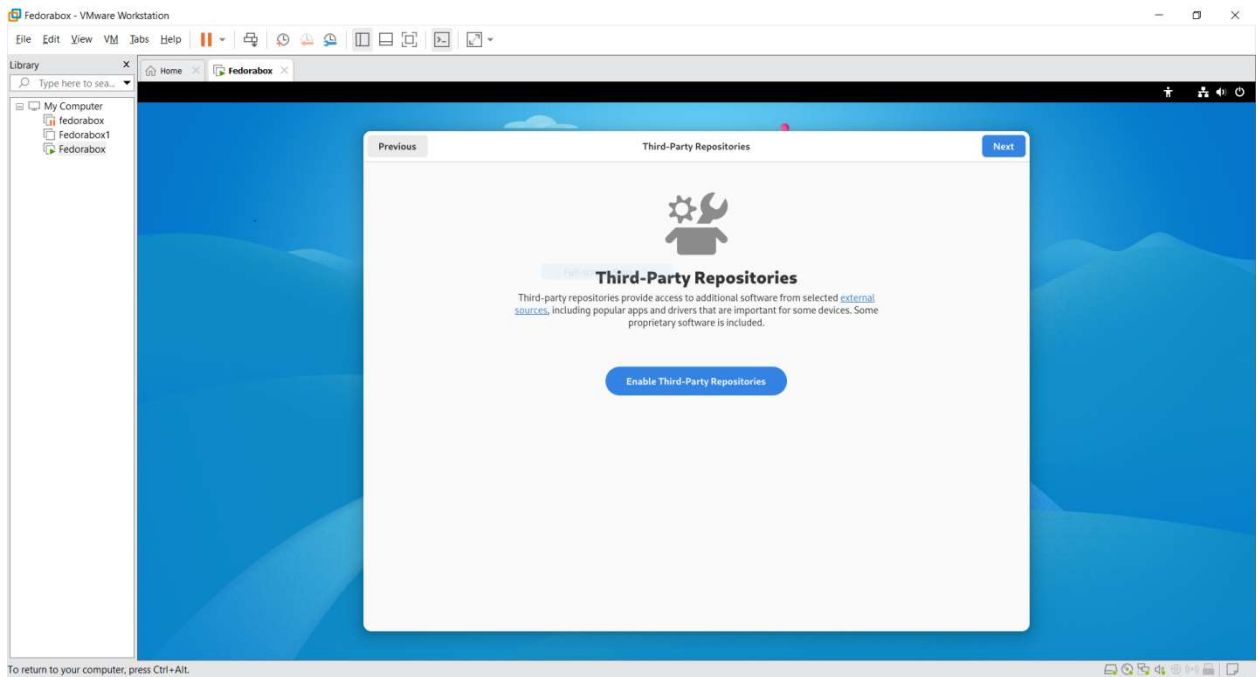 Fedorabox - VMware Workstation
File Edit View VM Tabs Help
Library
Home
Fedorabox
Type here to sea...
My Computer
fedorabox
Fedorabox1
Fedorabox
Previous
Third-Party Repositories
Next
Third-Party Repositories
Third-party repositories provide access to additional software from selected external
sources, including popular apps and drivers that are important for some devices. Some
proprietary software is included.
Enable Third-Party Repositories
To return to your computer, press Ctrl+Alt.